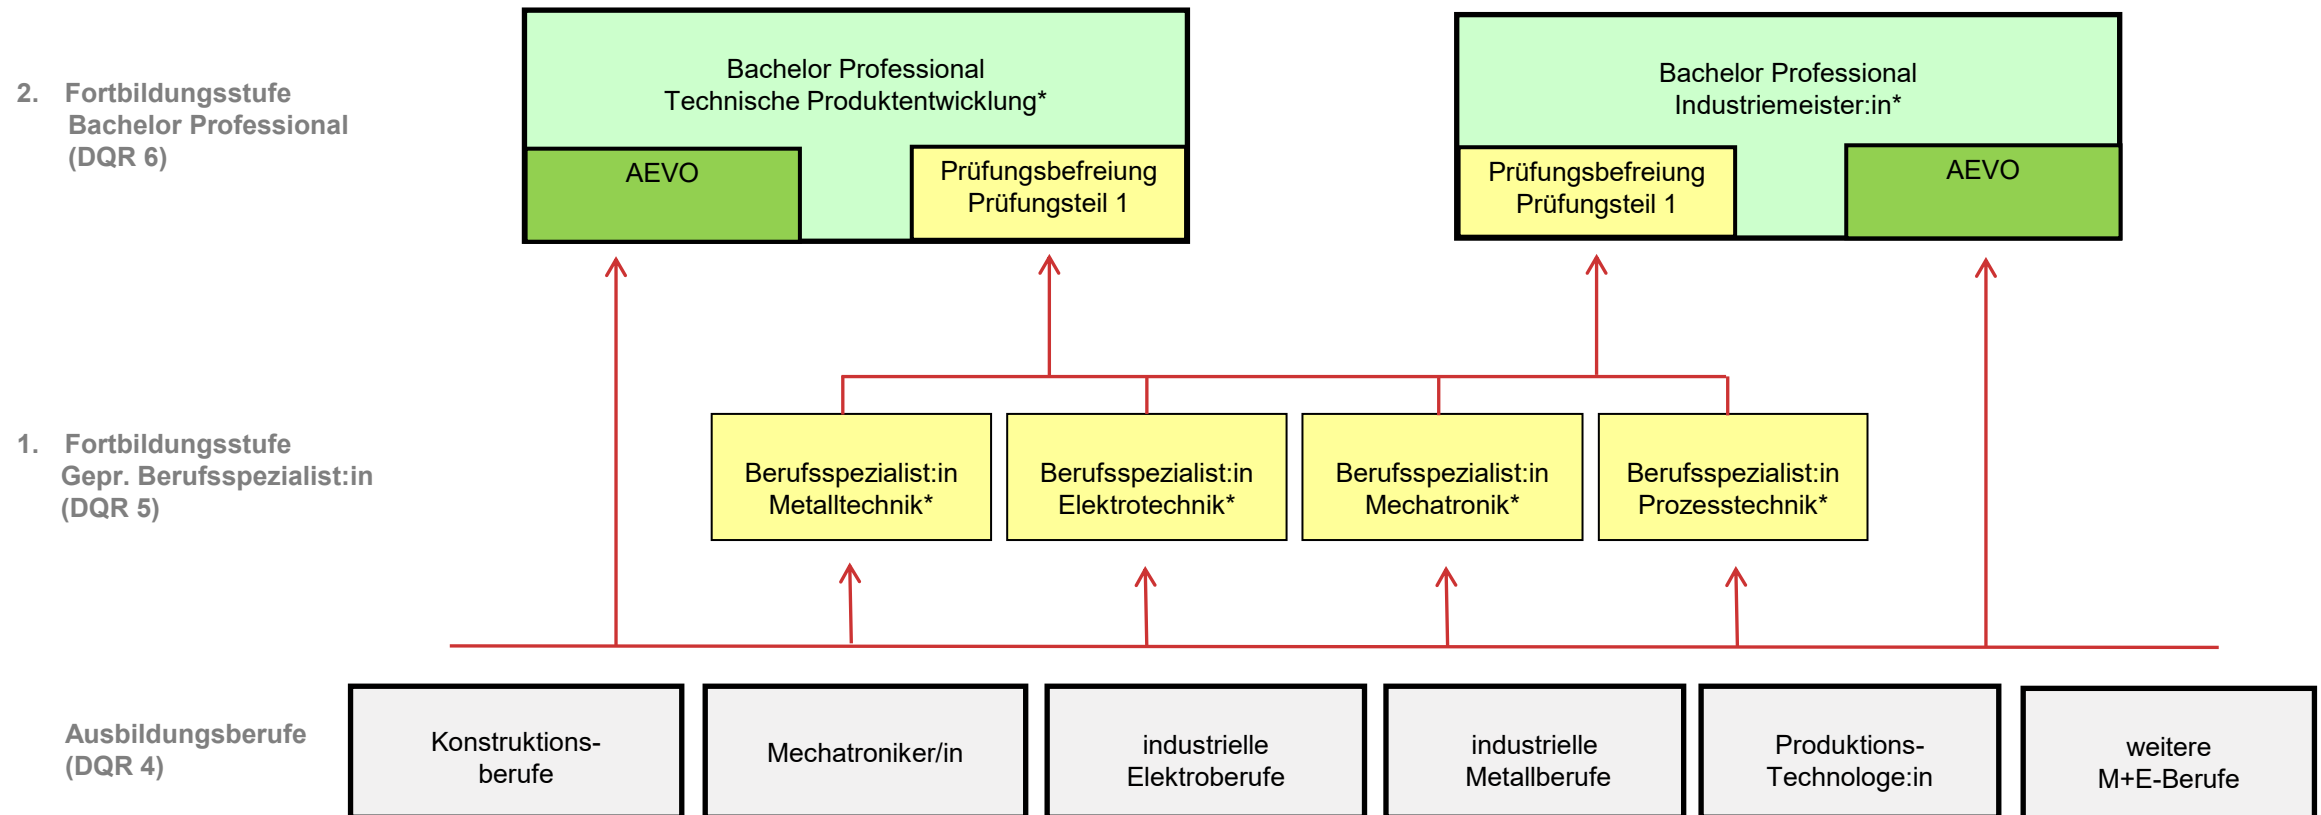 2. Fortbildungsstufe
Bachelor Professional
(DQR 6)
Bachelor Professional
Technische Produktentwicklung*
AEVO
Prüfungsbefreiung
Prüfungsteil 1
Bachelor Professional
Industriemeister:in*
Prüfungsbefreiung
Prüfungsteil 1
AEVO
1. Fortbildungsstufe
Gepr. Berufsspezialist:in
(DQR 5)
Berufsspezialist:in
Metalltechnik*
Berufsspezialist:in
Elektrotechnik*
Berufsspezialist:in
Mechatronik*
Berufsspezialist:in
Prozesstechnik*
Ausbildungsberufe
(DQR 4)
Konstruktions-
berufe
Mechatroniker/in
industrielle
Elektroberufe
industrielle
Metallberufe
Produktions-
Technologe:in
weitere
M+E-Berufe